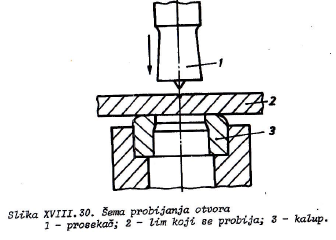 1
2
3
Slika XVIII.30. Šema probijanja otvora
1 - prosekač; 2 - lim koji se probija; 3 - kalup.